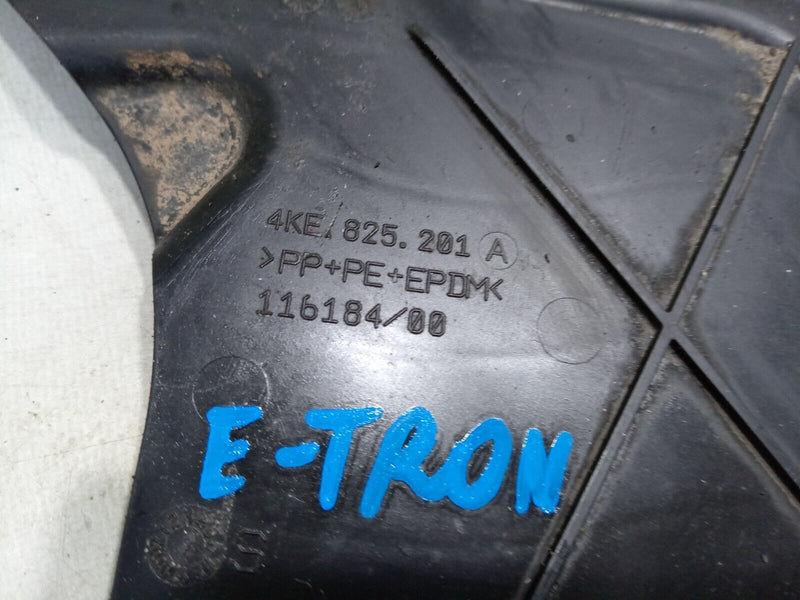 4KE.825.201 A
>PP+PE+EPDM<
116184/00
E-TRON
S